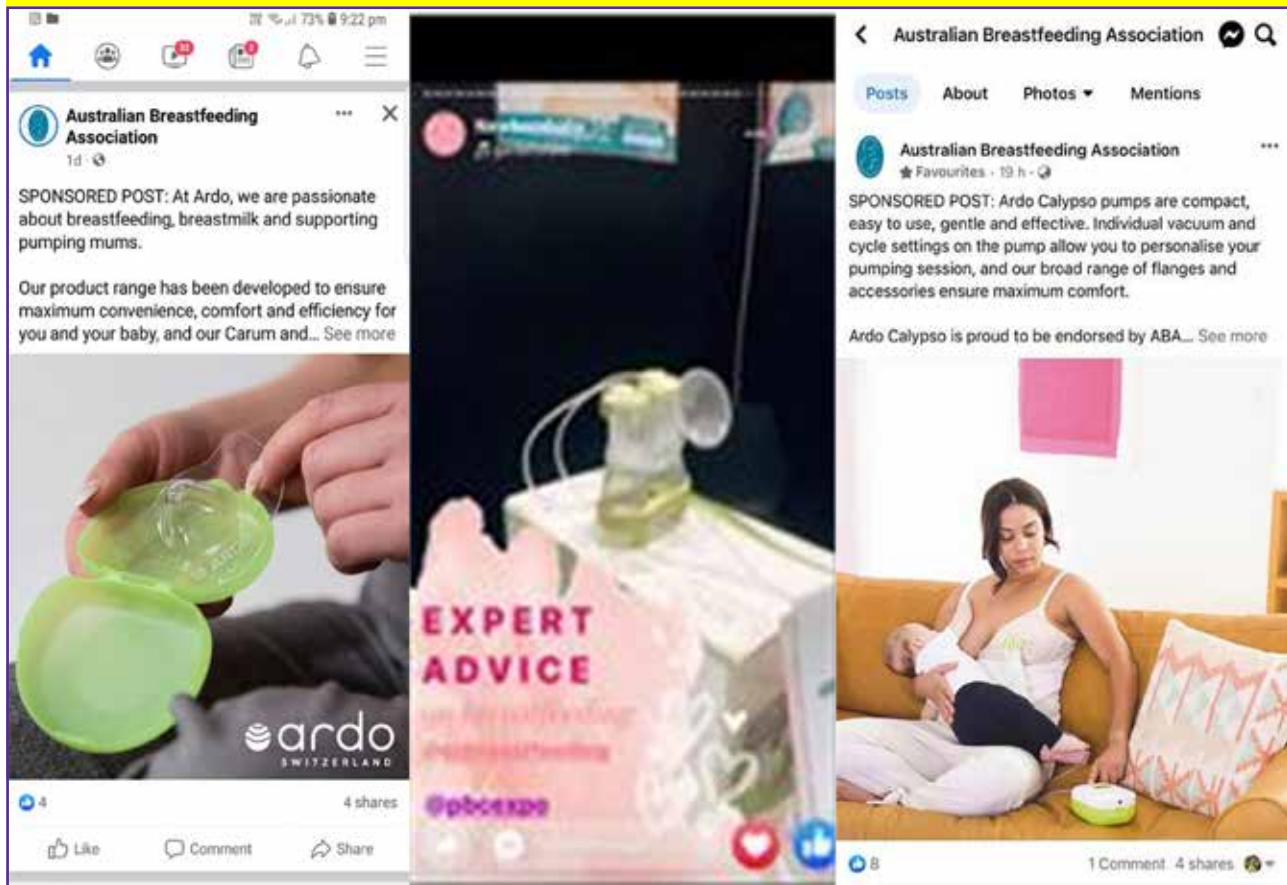 73% 9:22 pm
Australian Breastfeeding
Association
1d
SPONSORED POST: At Ardo, we are passionate
about breastfeeding, breastmilk and supporting
pumping mums.
Our product range has been developed to ensure
maximum convenience, comfort and efficiency for
you and your baby, and our Carum and... See more
ardo
SWITZERLAND
4
4 shares
Like
Comment
Share
EXPERT
ADVICE
on breastfeeding
@pbcexpo
Australian Breastfeeding Association
Posts
About
Photos
Mentions
Australian Breastfeeding Association
Favourites · 19 h
SPONSORED POST: Ardo Calypso pumps are compact,
easy to use, gentle and effective. Individual vacuum and
cycle settings on the pump allow you to personalise your
pumping session, and our broad range of flanges and
accessories ensure maximum comfort.
Ardo Calypso is proud to be endorsed by ABA... See more
8
1 Comment 4 shares